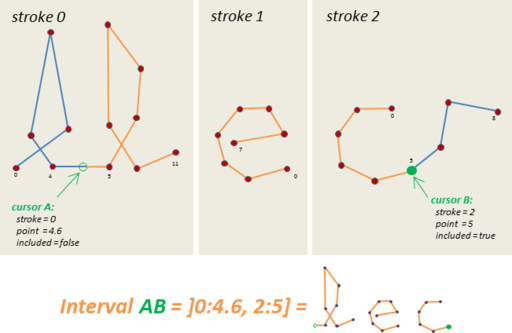 stroke 0
stroke 1
stroke 2
0
8
7
5
11
0
4
5
0
cursor A:
stroke = 0
point = 4.6
included = false
cursor B:
stroke = 2
point = 5
included = true
Interval AB = ]0:4.6, 2:5] =